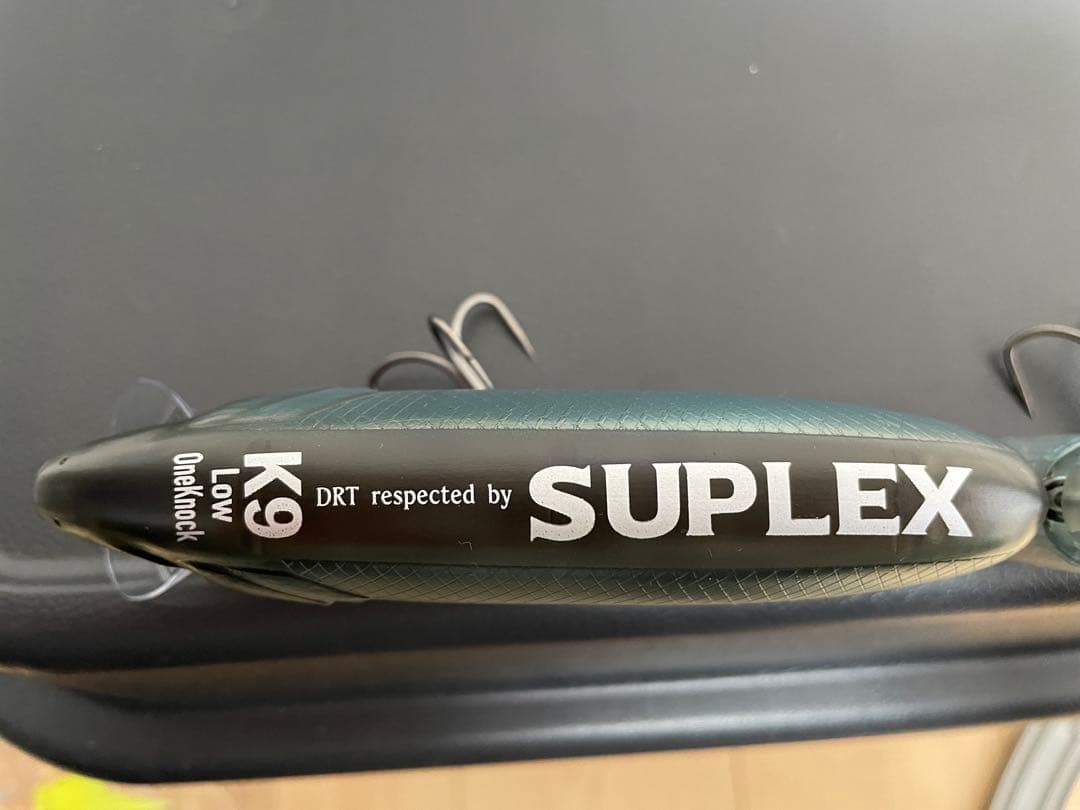 K9
Low
OneKnock
DRT respected by
SUPLEX